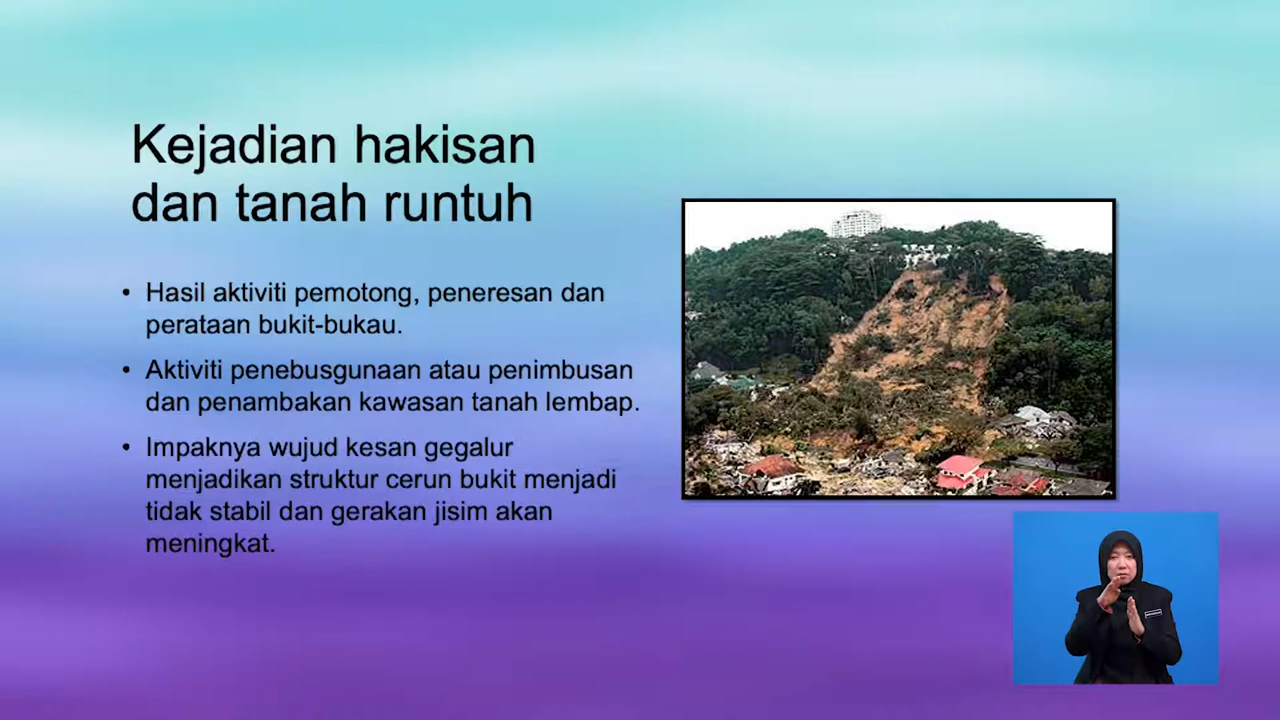 Kejadian hakisan
dan tanah runtuh
• Hasil aktiviti pemotong, peneresan dan
perataan bukit-bukau.
• Aktiviti penebusgunaan atau penimbusan
dan penambakan kawasan tanah lembap.
• Impaknya wujud kesan gegalur
menjadikan struktur cerun bukit menjadi
tidak stabil dan gerakan jisim akan
meningkat.